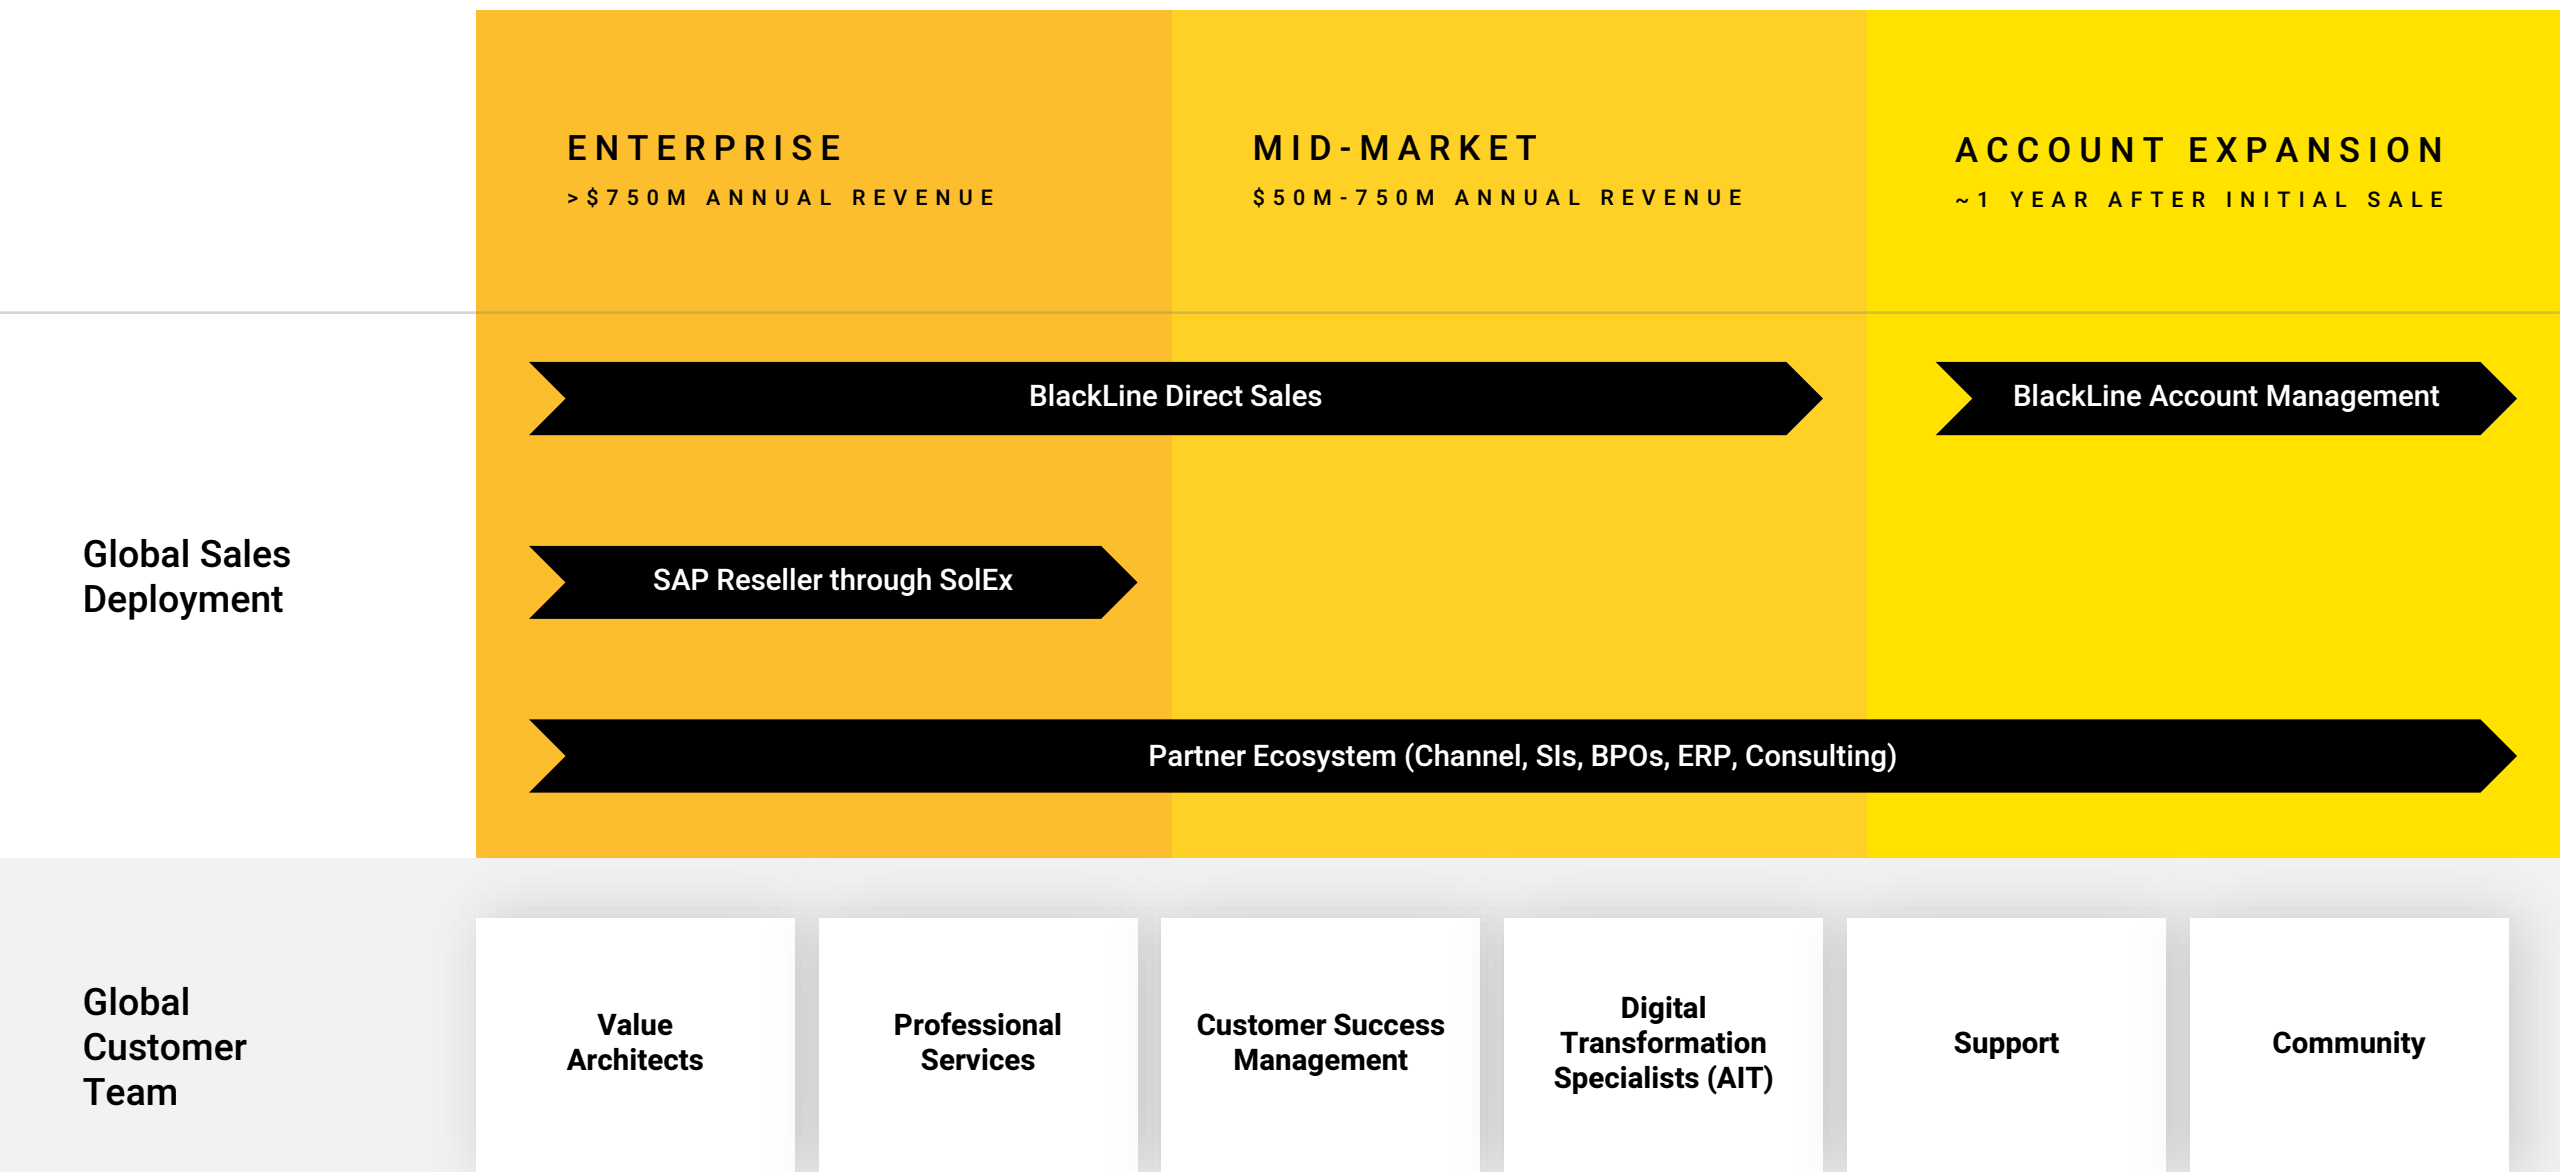 ENTERPRISE
>$750M ANNUAL REVENUE
MID-MARKET
$50M-750M ANNUAL REVENUE
ACCOUNT EXPANSION
~1 YEAR AFTER INITIAL SALE
Global Sales
Deployment
BlackLine Direct Sales
BlackLine Account Management
SAP Reseller through SolEx
Partner Ecosystem (Channel, SIs, BPOs, ERP, Consulting)
Global
Customer
Team
Value
Architects
Professional
Services
Customer Success
Management
Digital
Transformation
Specialists (AIT)
Support
Community